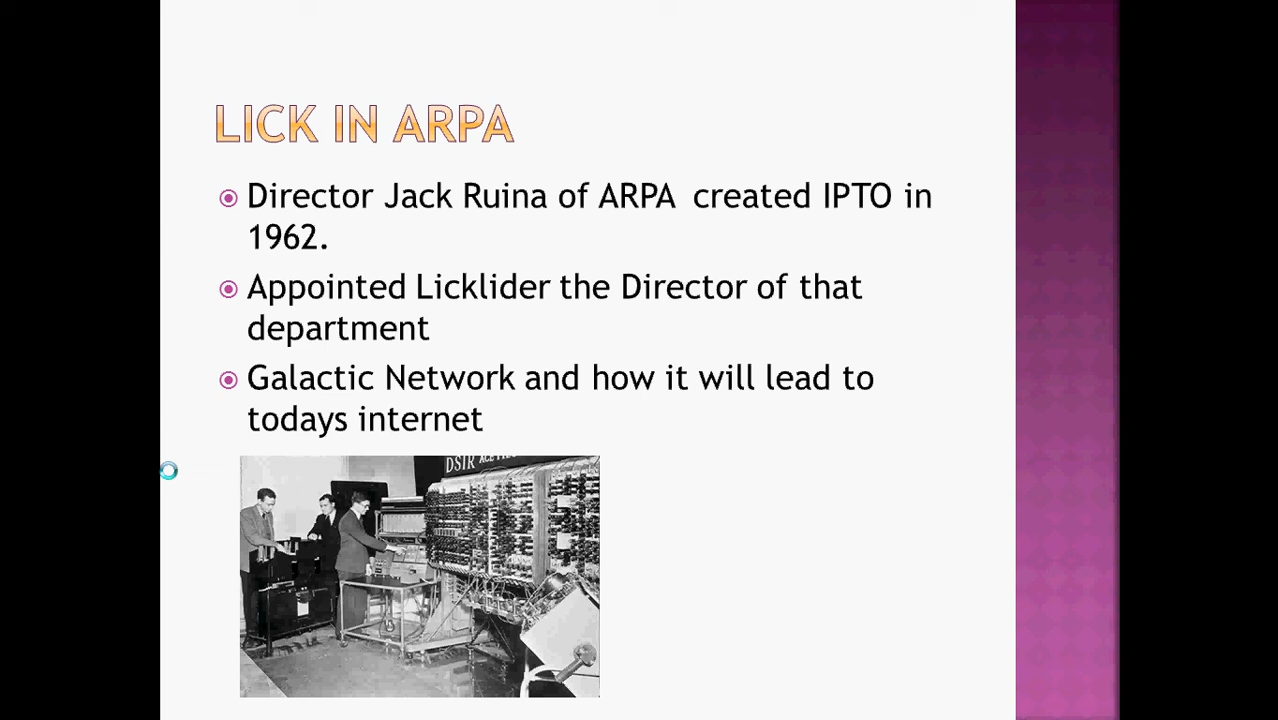 LICK IN ARPA
Director Jack Ruina of ARPA created IPTO in
1962.
Appointed Licklider the Director of that
department
Galactic Network and how it will lead to
todays internet
DSIR ACE